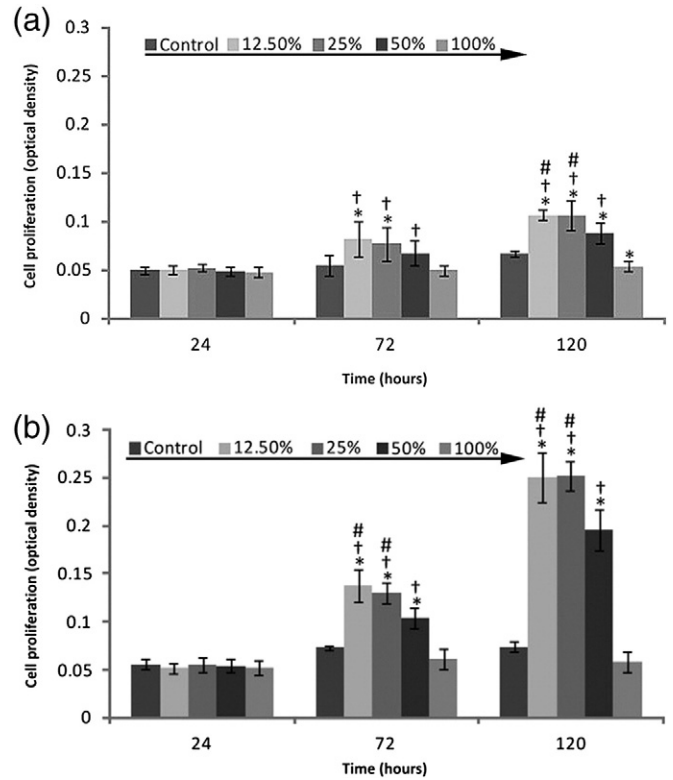 (a)
0.3
Control 12.50% 25% 50% 100%
0.25
0.2
0.15
0.1
0.05
0
Cell proliferation (optical density)
† *
† *
†
# † *
# † *
† *
*
24 72 120
Time (hours)
(b)
0.3
Control 12.50% 25% 50% 100%
0.25
0.2
0.15
0.1
0.05
0
Cell proliferation (optical density)
# † *
# † *
† *
# † *
# † *
† *
24 72 120
Time (hours)